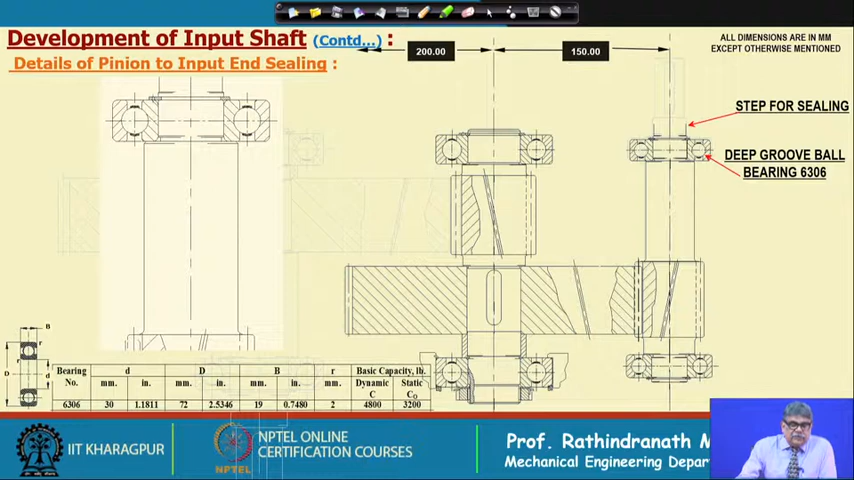 Development of Input Shaft (Contd...) :
Details of Pinion to Input End Sealing :
200.00
150.00
ALL DIMENSIONS ARE IN MM
EXCEPT OTHERWISE MENTIONED
STEP FOR SEALING
DEEP GROOVE BALL
BEARING 6306
B
r
r
D
d
Bearing No. d D B r Basic Capacity, lb.
mm. in. mm. in. mm. in. mm. Dynamic C Static C₀
6306 30 1.1811 72 2.5346 19 0.7480 2 4800 3200
IIT KHARAGPUR
NPTEL
NPTEL ONLINE
CERTIFICATION COURSES
Prof. Rathindranath
Mechanical Engineering